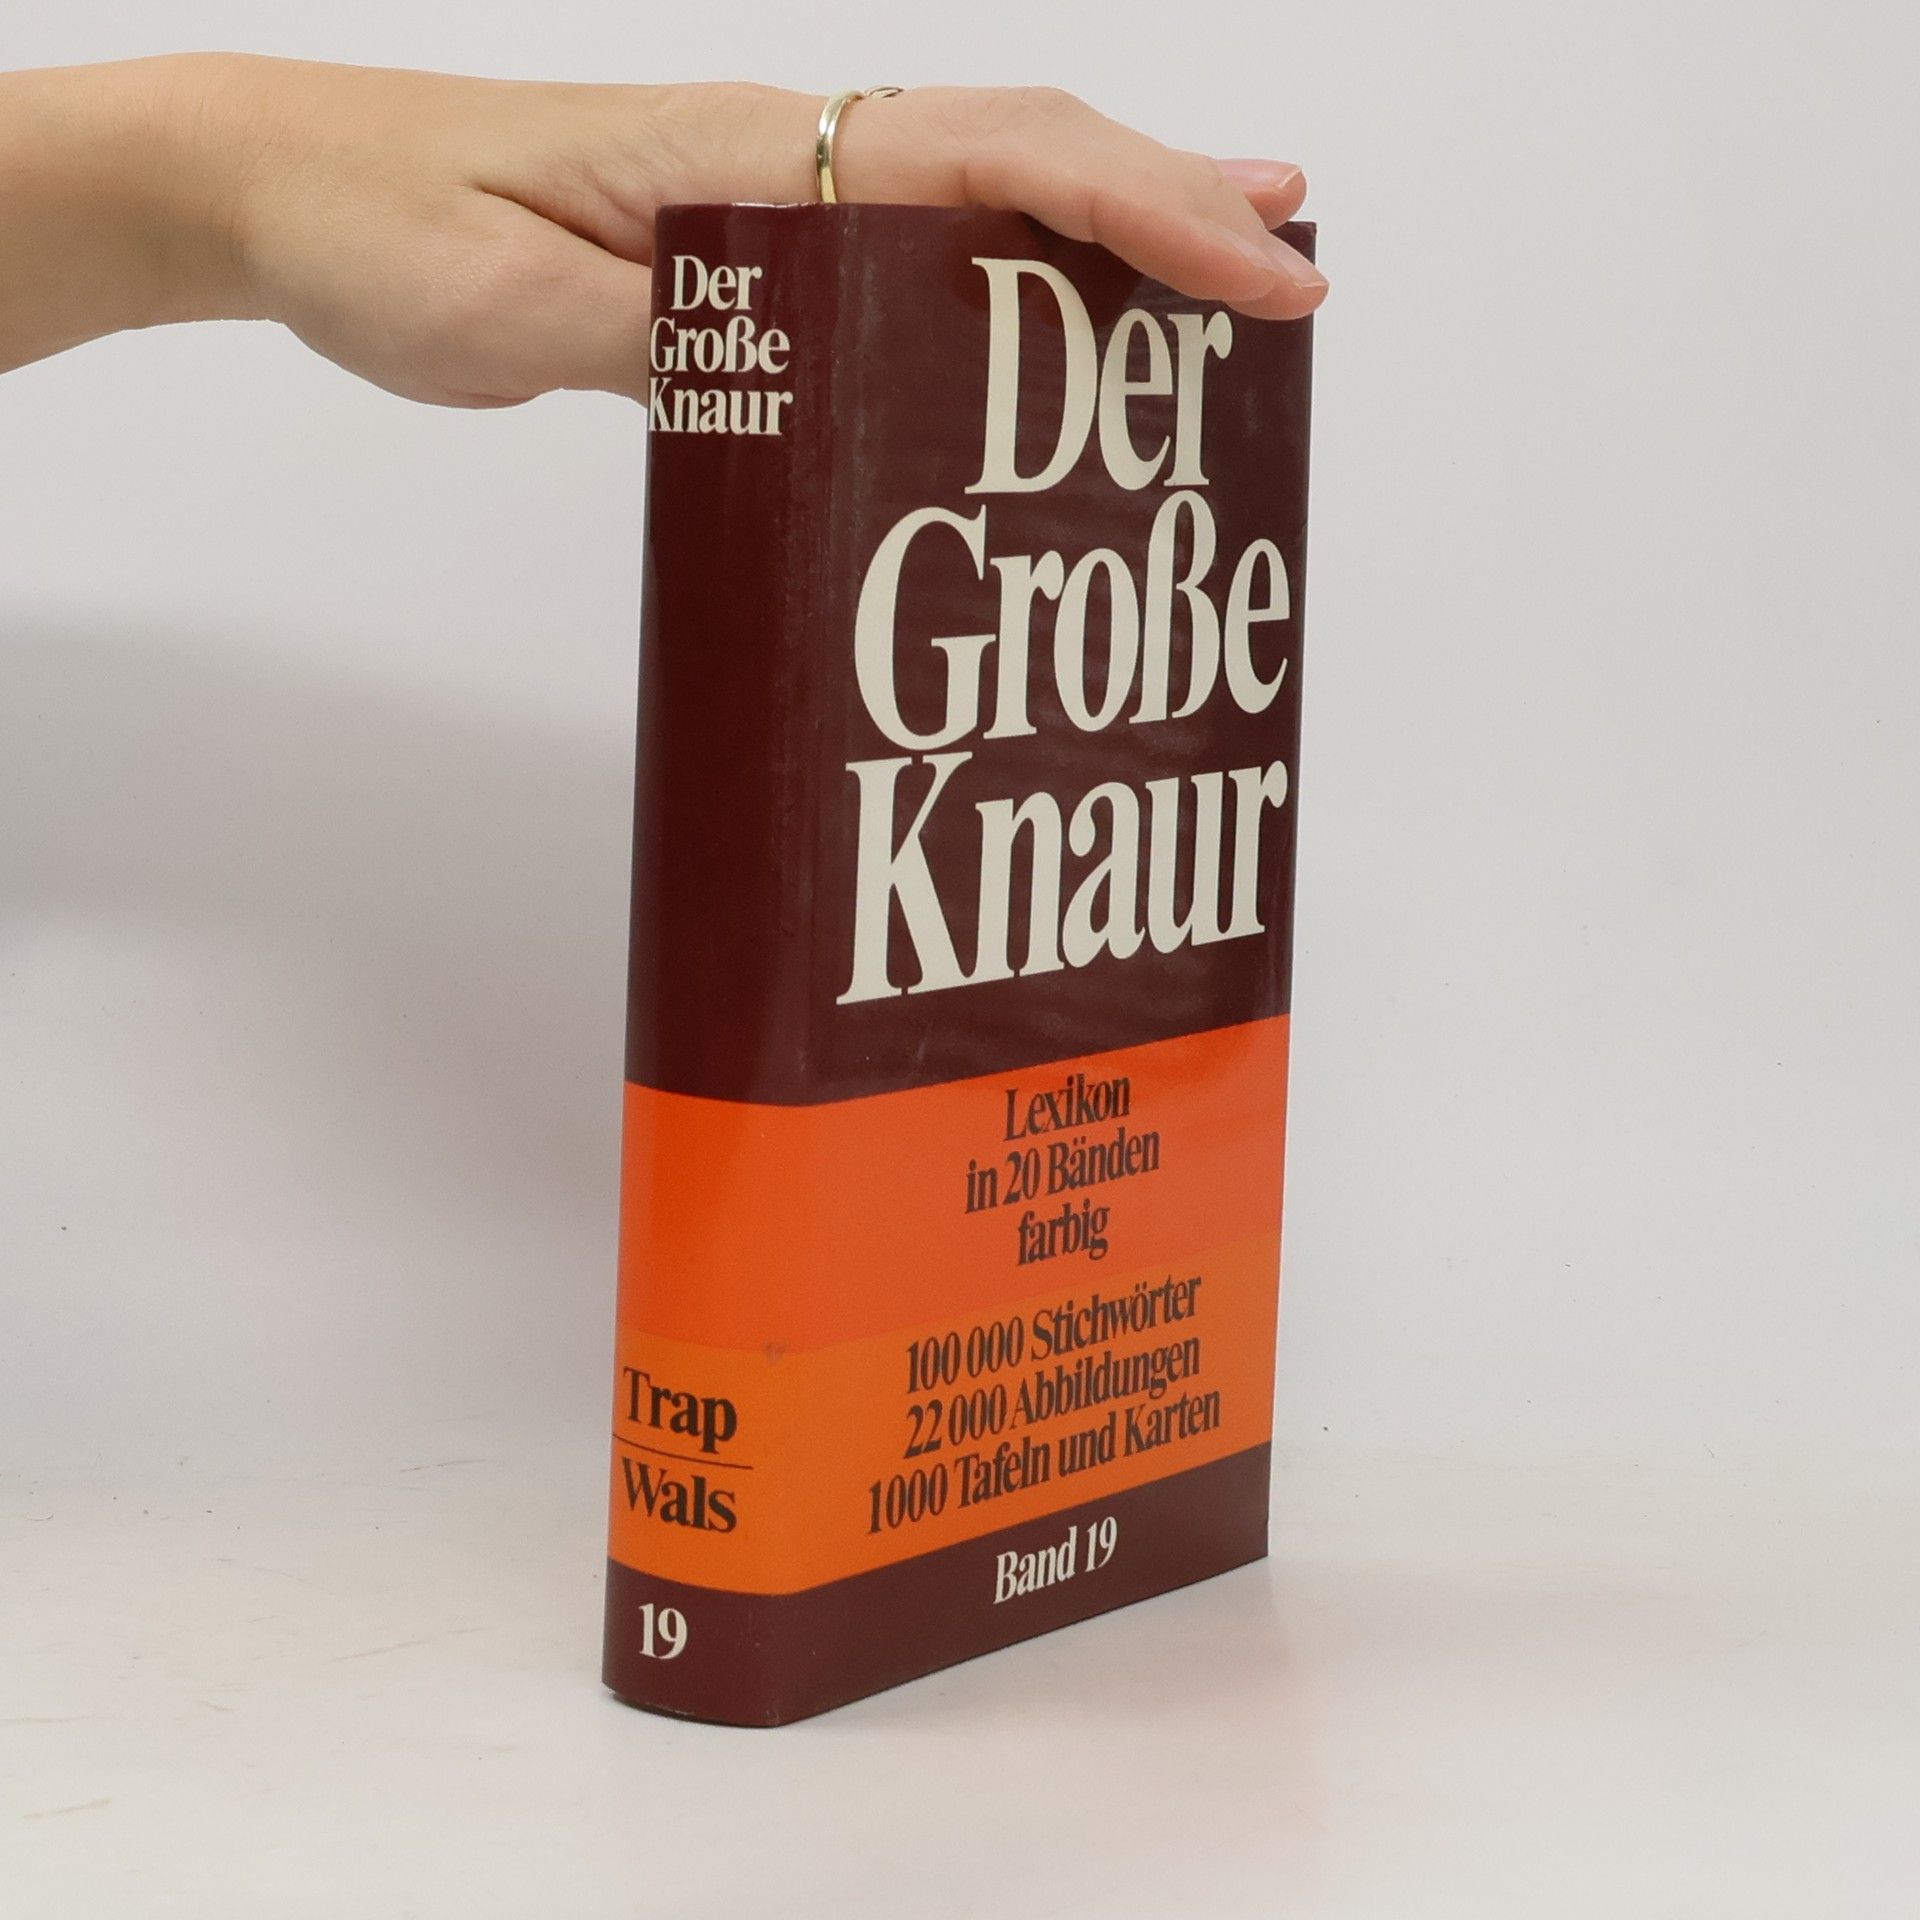 Der
Große
Knaur
Trap
Wals
19
Der
Große
Knaur
Lexikon
in 20 Bänden
farbig
100 000 Stichwörter
22 000 Abbildungen
1000 Tafeln und Karten
Band 19